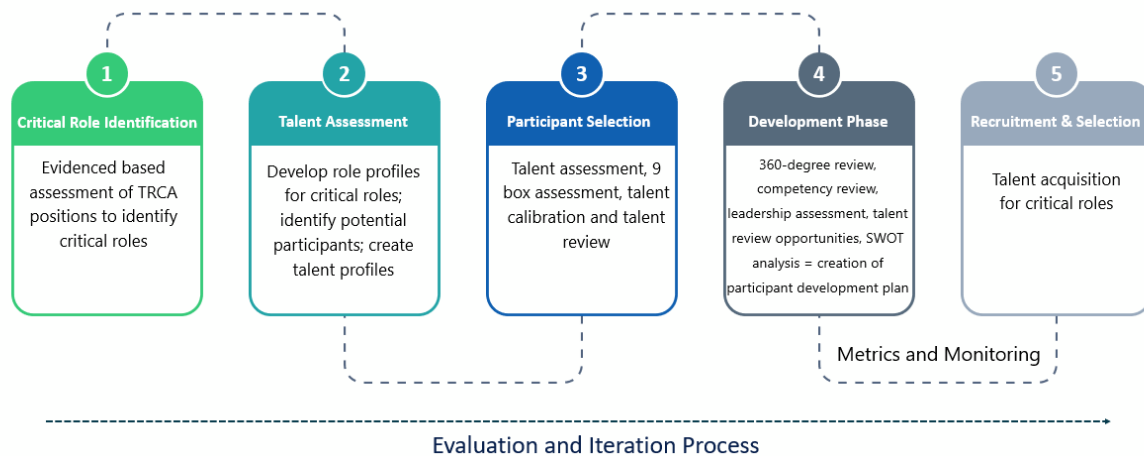 1
Critical Role Identification
Evidenced based
assessment of TRCA
positions to identify
critical roles
2
Talent Assessment
Develop role profiles
for critical roles;
identify potential
participants; create
talent profiles
3
Participant Selection
Talent assessment, 9
box assessment, talent
calibration and talent
review
4
Development Phase
360-degree review,
competency review,
leadership assessment, talent
review opportunities, SWOT
analysis = creation of
participant development plan
5
Recruitment & Selection
Talent acquisition
for critical roles
Metrics and Monitoring
Evaluation and Iteration Process